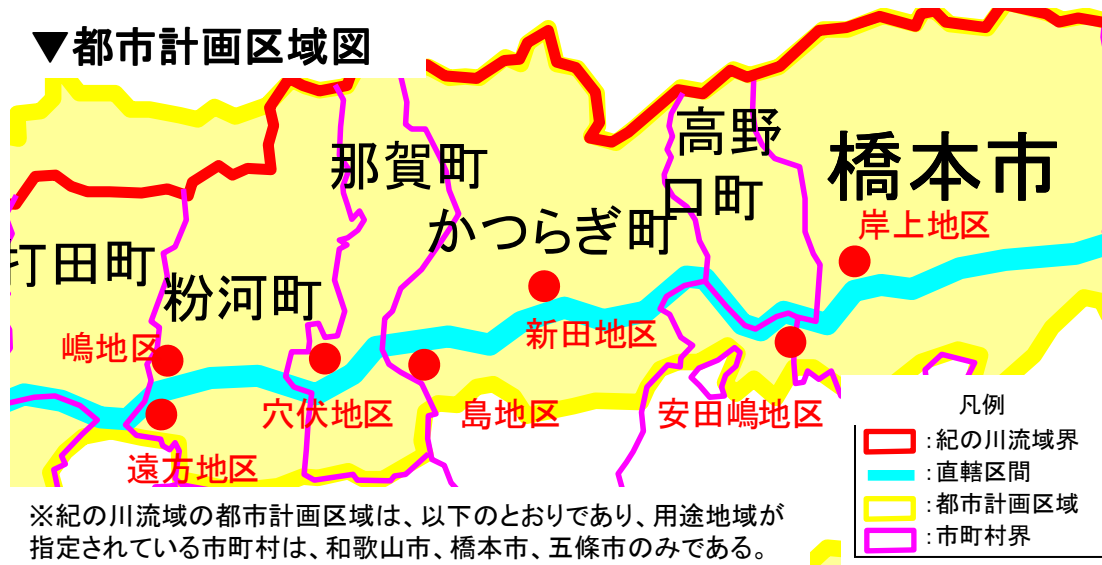 ▼都市計画区域図
高野
口町
橋本市
那賀町
かつらぎ町
岸上地区
打田町
粉河町
新田地区
嶋地区
穴伏地区
島地区
安田嶋地区
遠方地区
凡例
:紀の川流域界
:直轄区間
:都市計画区域
:市町村界
※紀の川流域の都市計画区域は、以下のとおりであり、用途地域が
指定されている市町村は、和歌山市、橋本市、五條市のみである。